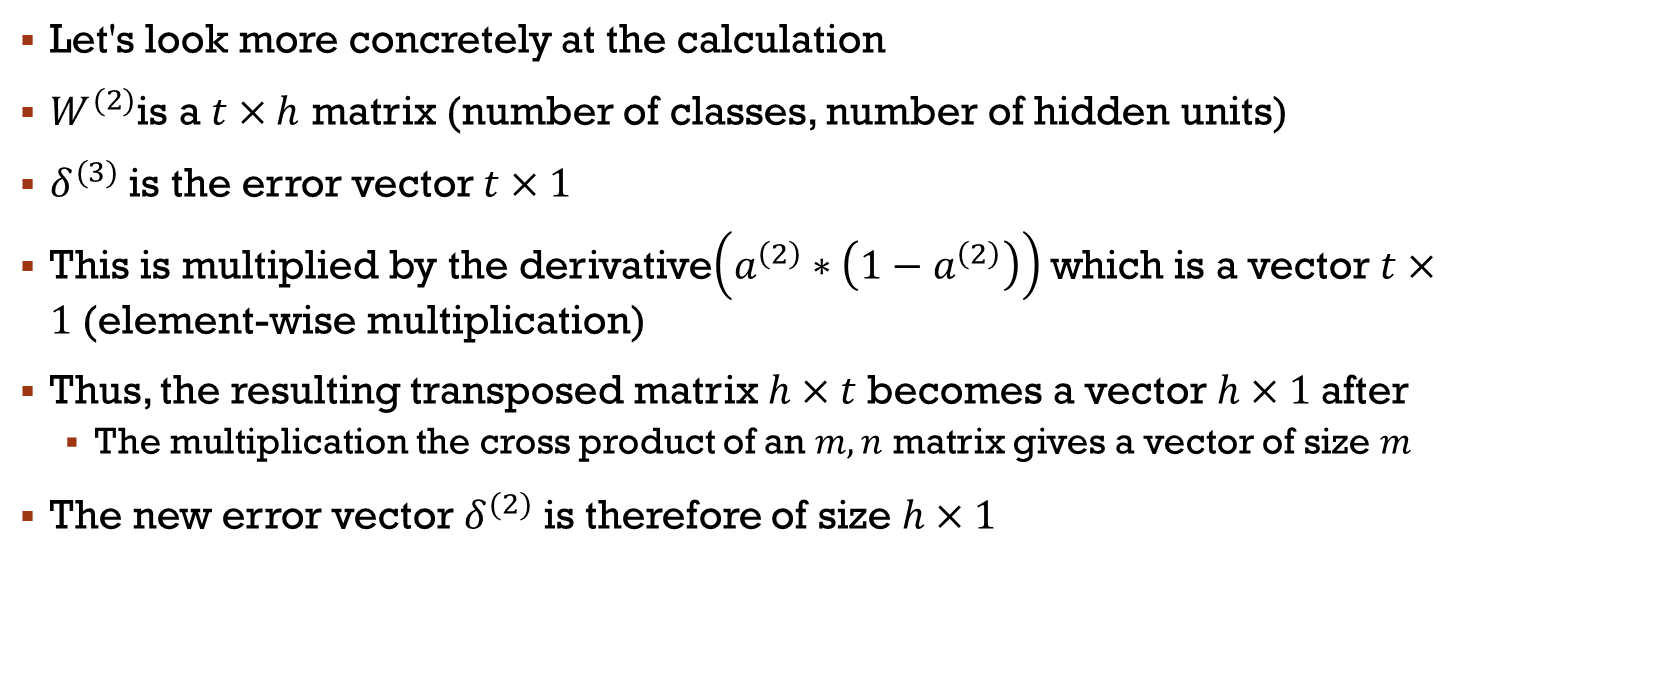 ▪ Let's look more concretely at the calculation
▪ W⁽²⁾is a t × h matrix (number of classes, number of hidden units)
▪ δ⁽³⁾ is the error vector t × 1
▪ This is multiplied by the derivative(a⁽²⁾ ∗ (1 − a⁽²⁾)) which is a vector t ×
1 (element-wise multiplication)
▪ Thus, the resulting transposed matrix h × t becomes a vector h × 1 after
▪ The multiplication the cross product of an m, n matrix gives a vector of size m
▪ The new error vector δ⁽²⁾ is therefore of size h × 1